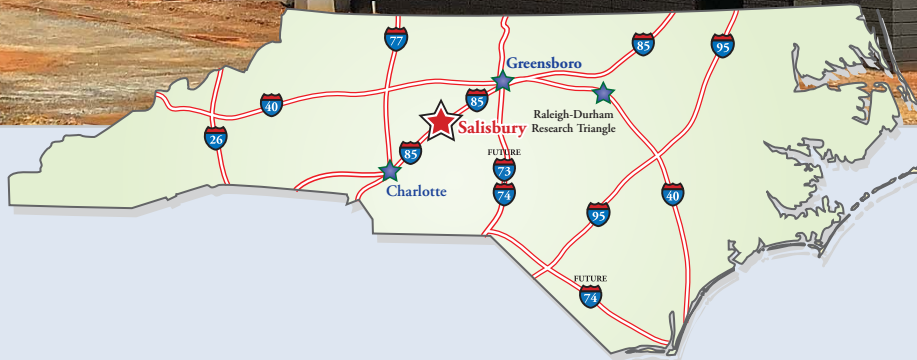 77
85
95
Greensboro
40
85
Raleigh-Durham
Research Triangle
Salisbury
26
85
FUTURE
73
74
Charlotte
40
95
FUTURE
74